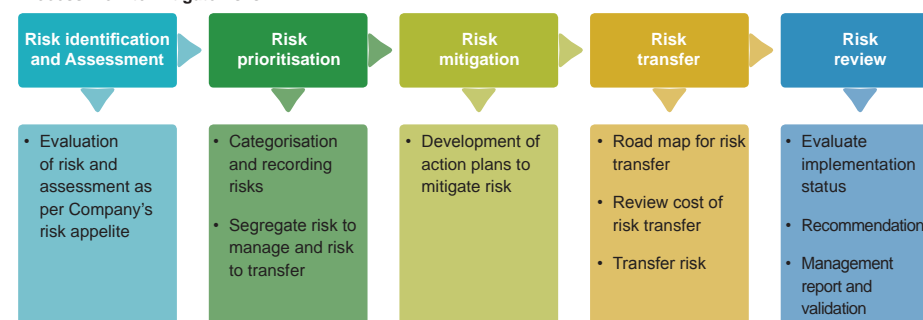 Risk identification
and Assessment
Risk
prioritisation
Risk
mitigation
Risk
transfer
Risk
review
• Evaluation
of risk and
assessment as
per Company's
risk appelite
• Categorisation
and recording
risks
• Segregate risk to
manage and risk
to transfer
• Development of
action plans to
mitigate risk
• Road map for risk
transfer
• Review cost of
risk transfer
• Transfer risk
• Evaluate
implementation
status
• Recommendation
• Management
report and
validation